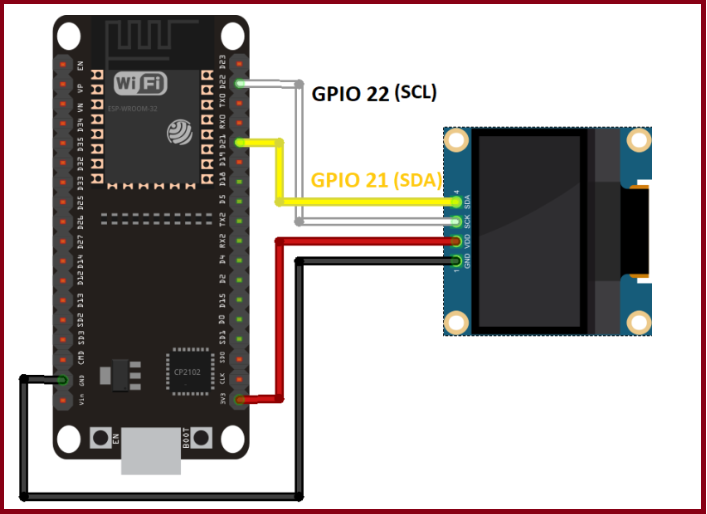 EN
VP
VN
D34
D35
D32
D33
D25
D26
D27
D14
D12
D13
SD2
SD3
CMD
GND
Vin
WiFi
ESP-WROOM-32
D23
D22
TX0
RX0
D21
D19
D18
D5
TX2
RX2
D4
D2
D15
D0
SD1
SD0
CLK
3V3
CP2102
EN
BOOT
GPIO 22 (SCL)
GPIO 21 (SDA)
4
SDA
SCK
VDD
GND
1